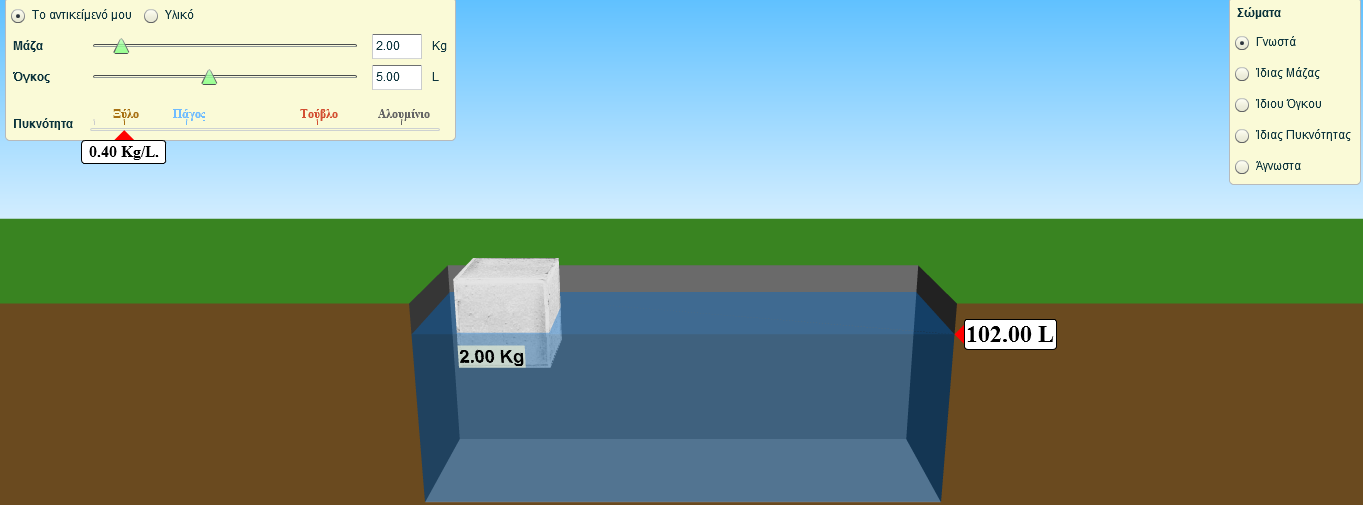 Το αντικείμενό μου Υλικό
Μάζα 2.00 Kg
Όγκος 5.00 L
Ξύλο Πάγος Τούβλο Αλουμίνιο
Πυκνότητα
0.40 Kg/L.
Σώματα
Γνωστά
Ίδιας Μάζας
Ίδιου Όγκου
Ίδιας Πυκνότητας
Άγνωστα
102.00 L
2.00 Kg